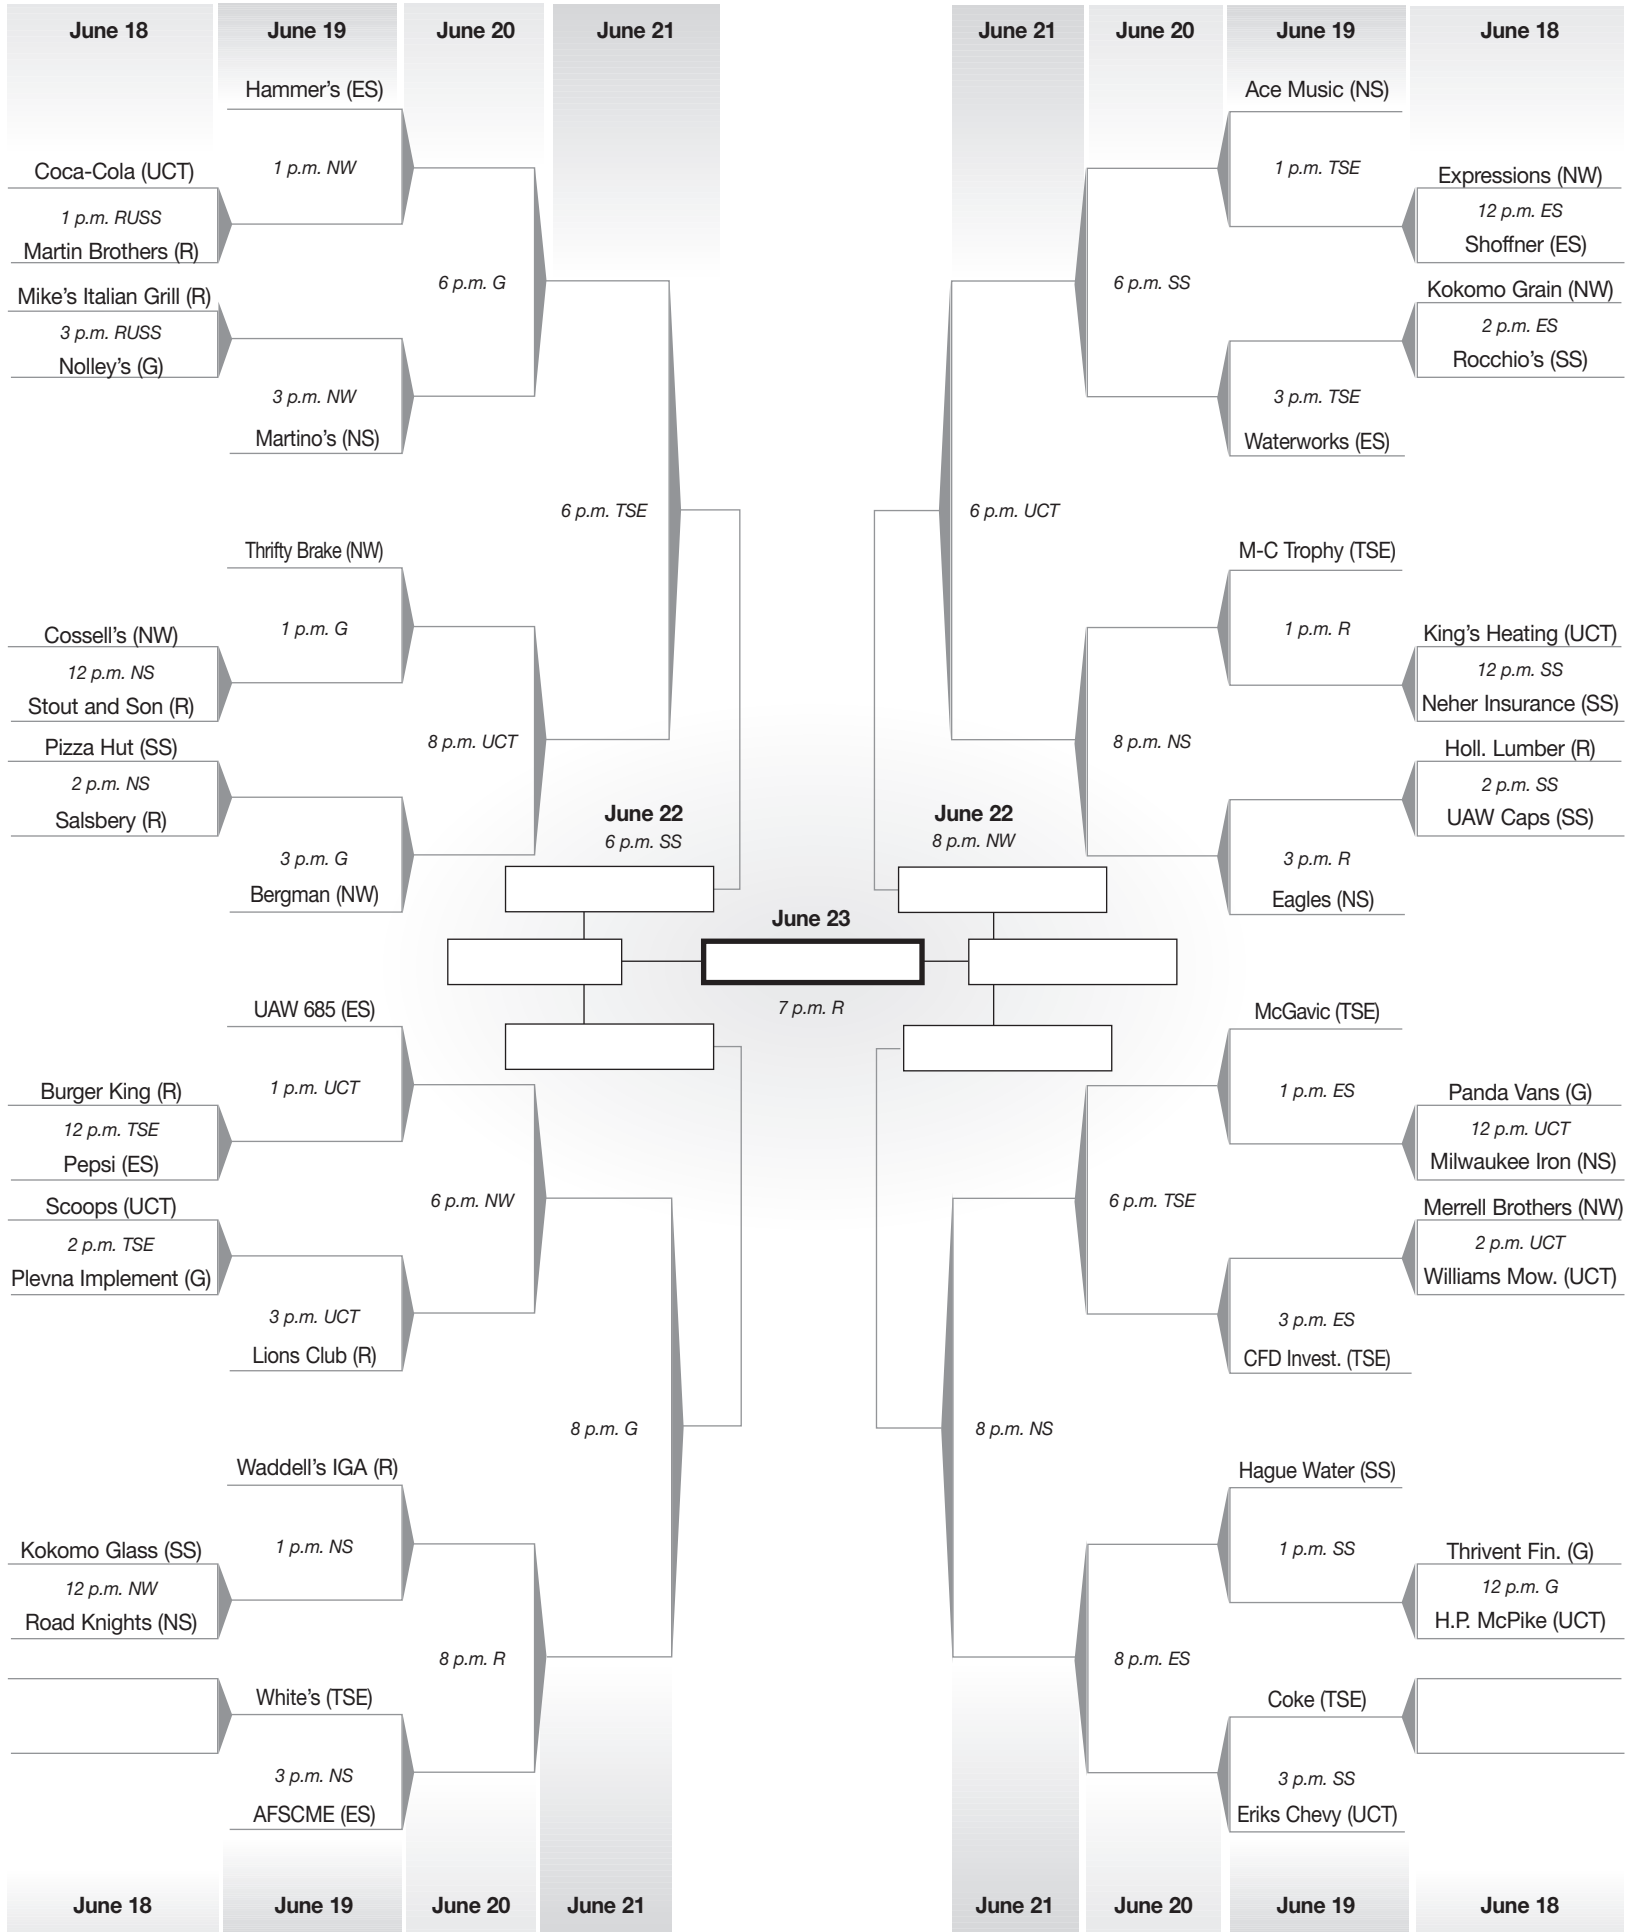 June 18
June 19
June 20
June 21
June 21
June 20
June 19
June 18
Hammer's (ES)
1 p.m. NW
Coca-Cola (UCT)
1 p.m. RUSS
Martin Brothers (R)
Mike's Italian Grill (R)
3 p.m. RUSS
Nolley's (G)
3 p.m. NW
Martino's (NS)
6 p.m. G
Thrifty Brake (NW)
1 p.m. G
Cossell's (NW)
12 p.m. NS
Stout and Son (R)
Pizza Hut (SS)
2 p.m. NS
Salsbery (R)
3 p.m. G
Bergman (NW)
8 p.m. UCT
6 p.m. TSE
June 22
6 p.m. SS
UAW 685 (ES)
1 p.m. UCT
Burger King (R)
12 p.m. TSE
Pepsi (ES)
Scoops (UCT)
2 p.m. TSE
Plevna Implement (G)
3 p.m. UCT
Lions Club (R)
6 p.m. NW
Waddell's IGA (R)
1 p.m. NS
Kokomo Glass (SS)
12 p.m. NW
Road Knights (NS)
White's (TSE)
3 p.m. NS
AFSCME (ES)
8 p.m. R
8 p.m. G
June 23
7 p.m. R
Ace Music (NS)
1 p.m. TSE
Expressions (NW)
12 p.m. ES
Shoffner (ES)
Kokomo Grain (NW)
2 p.m. ES
Rocchio's (SS)
3 p.m. TSE
Waterworks (ES)
6 p.m. SS
6 p.m. UCT
M-C Trophy (TSE)
1 p.m. R
King's Heating (UCT)
12 p.m. SS
Neher Insurance (SS)
Holl. Lumber (R)
2 p.m. SS
UAW Caps (SS)
3 p.m. R
Eagles (NS)
8 p.m. NS
June 22
8 p.m. NW
McGavic (TSE)
1 p.m. ES
Panda Vans (G)
12 p.m. UCT
Milwaukee Iron (NS)
Merrell Brothers (NW)
2 p.m. UCT
Williams Mow. (UCT)
3 p.m. ES
CFD Invest. (TSE)
6 p.m. TSE
8 p.m. NS
Hague Water (SS)
1 p.m. SS
Thrivent Fin. (G)
12 p.m. G
H.P. McPike (UCT)
Coke (TSE)
3 p.m. SS
Eriks Chevy (UCT)
8 p.m. ES
June 18
June 19
June 20
June 21
June 21
June 20
June 19
June 18